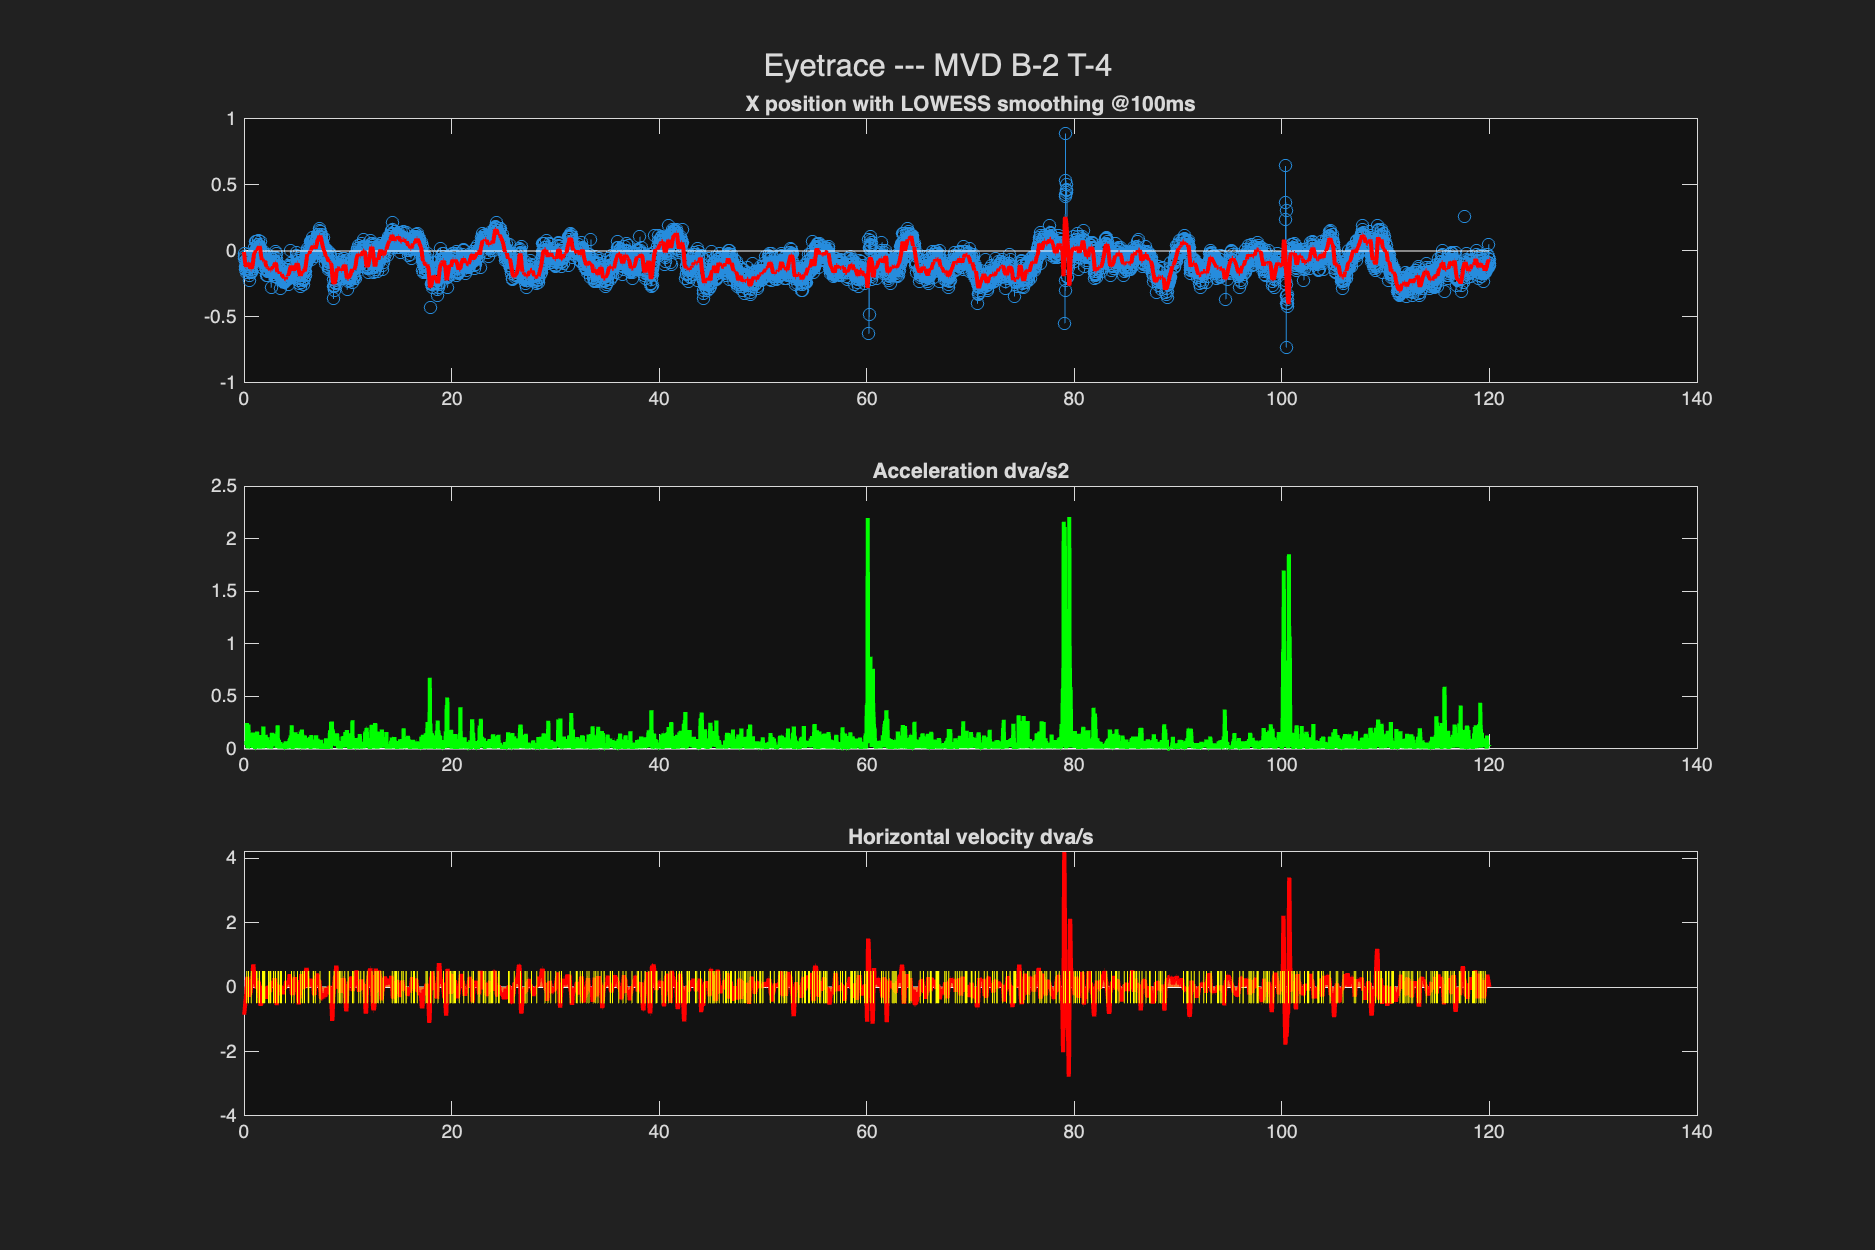 Eyetrace --- MVD B-2 T-4
X position with LOWESS smoothing @100ms
1
0.5
0
-0.5
-1
0 20 40 60 80 100 120 140
Acceleration dva/s2
2.5
2
1.5
1
0.5
0
0 20 40 60 80 100 120 140
Horizontal velocity dva/s
4
2
0
-2
-4
0 20 40 60 80 100 120 140